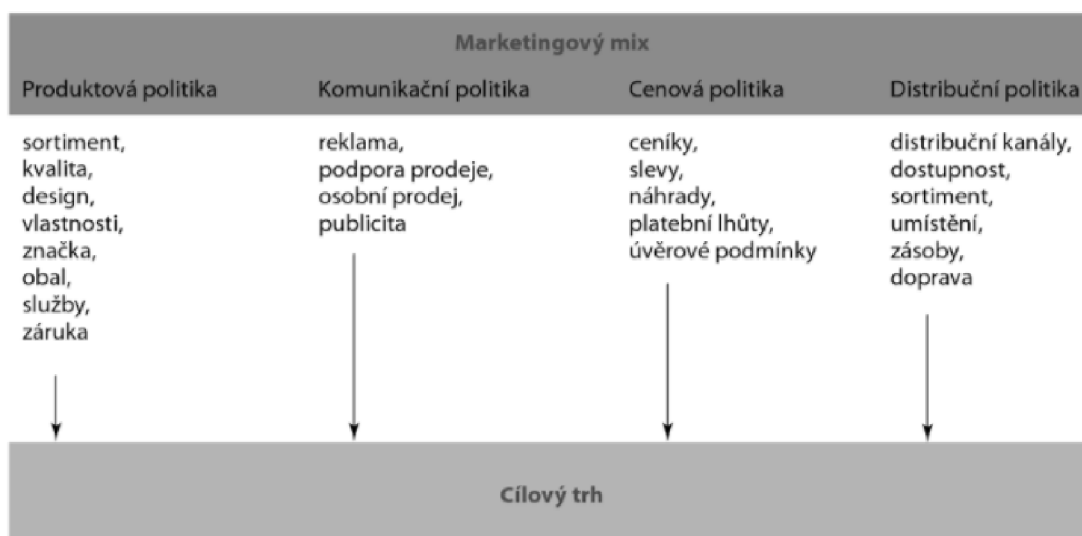 Marketingový mix
Produktová politika
Komunikační politika
Cenová politika
Distribuční politika
sortiment,
kvalita,
design,
vlastnosti,
značka,
obal,
služby,
záruka
reklama,
podpora prodeje,
osobní prodej,
publicita
ceníky,
slevy,
náhrady,
platební lhůty,
úvěrové podmínky
distribuční kanály,
dostupnost,
sortiment,
umístění,
zásoby,
doprava
Cílový trh